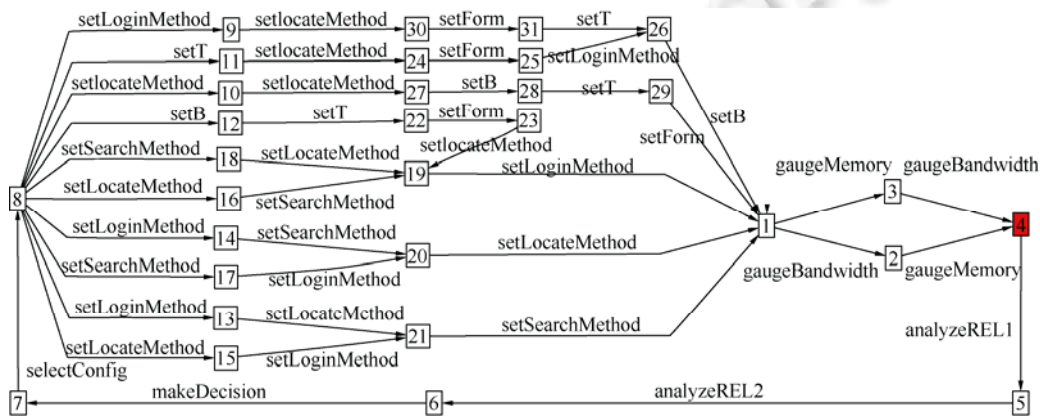 setLoginMethod 9 setlocateMethod 30 setForm 31 setT 26
setT 11 setlocateMethod 24 setForm 25 setLoginMethod
setlocateMethod 10 setlocateMethod 27 setB 28 setT 29
setB 12 setT 22 setForm 23 setForm setB
setlocateMethod
setSearchMethod 18 setLocateMethod 19 setLoginMethod gaugeMemory 3 gaugeBandwidth
8 setLocateMethod 16 setSearchMethod
setLoginMethod 14 setSearchMethod 20 setLocateMethod 1 4
setSearchMethod 17 setLoginMethod gaugeBandwidth 2 gaugeMemory
setLoginMethod 13 setLocatcMcthod 21 setSearchMethod analyzeREL1
setLocateMethod 15 setLoginMethod
selectConfig
7 makeDecision 6 analyzeREL2 5